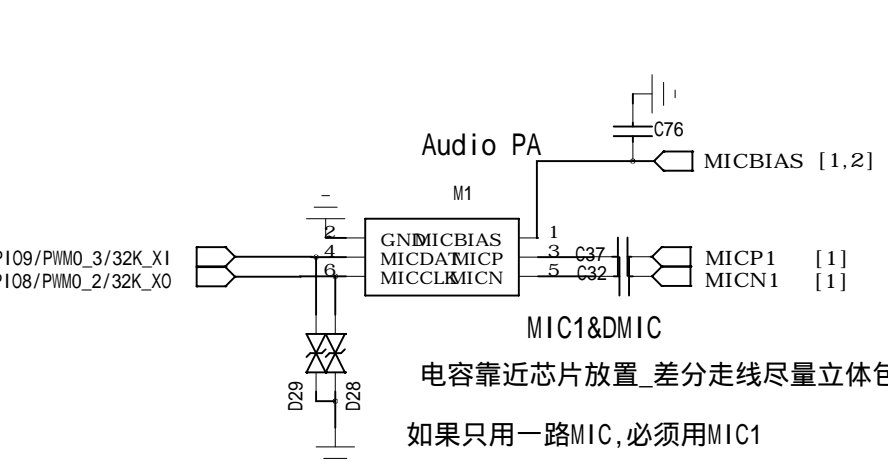 C76
Audio PA
MICBIAS [1,2]
M1
2 GND MICBIAS 1
PIO9/PWM0_3/32K_XI 4 MICDAT MICP 3 C37 MICP1 [1]
PIO8/PWM0_2/32K_XO 6 MICCLK MICN 5 C32 MICN1 [1]
MIC1&DMIC
D29 D28
电容靠近芯片放置_差分走线尽量立体包
如果只用一路MIC,必须用MIC1